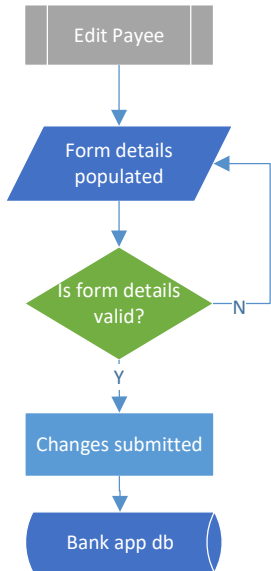 Edit Payee
Form details
populated
Is form details
valid?
N
Y
Changes submitted
Bank app db